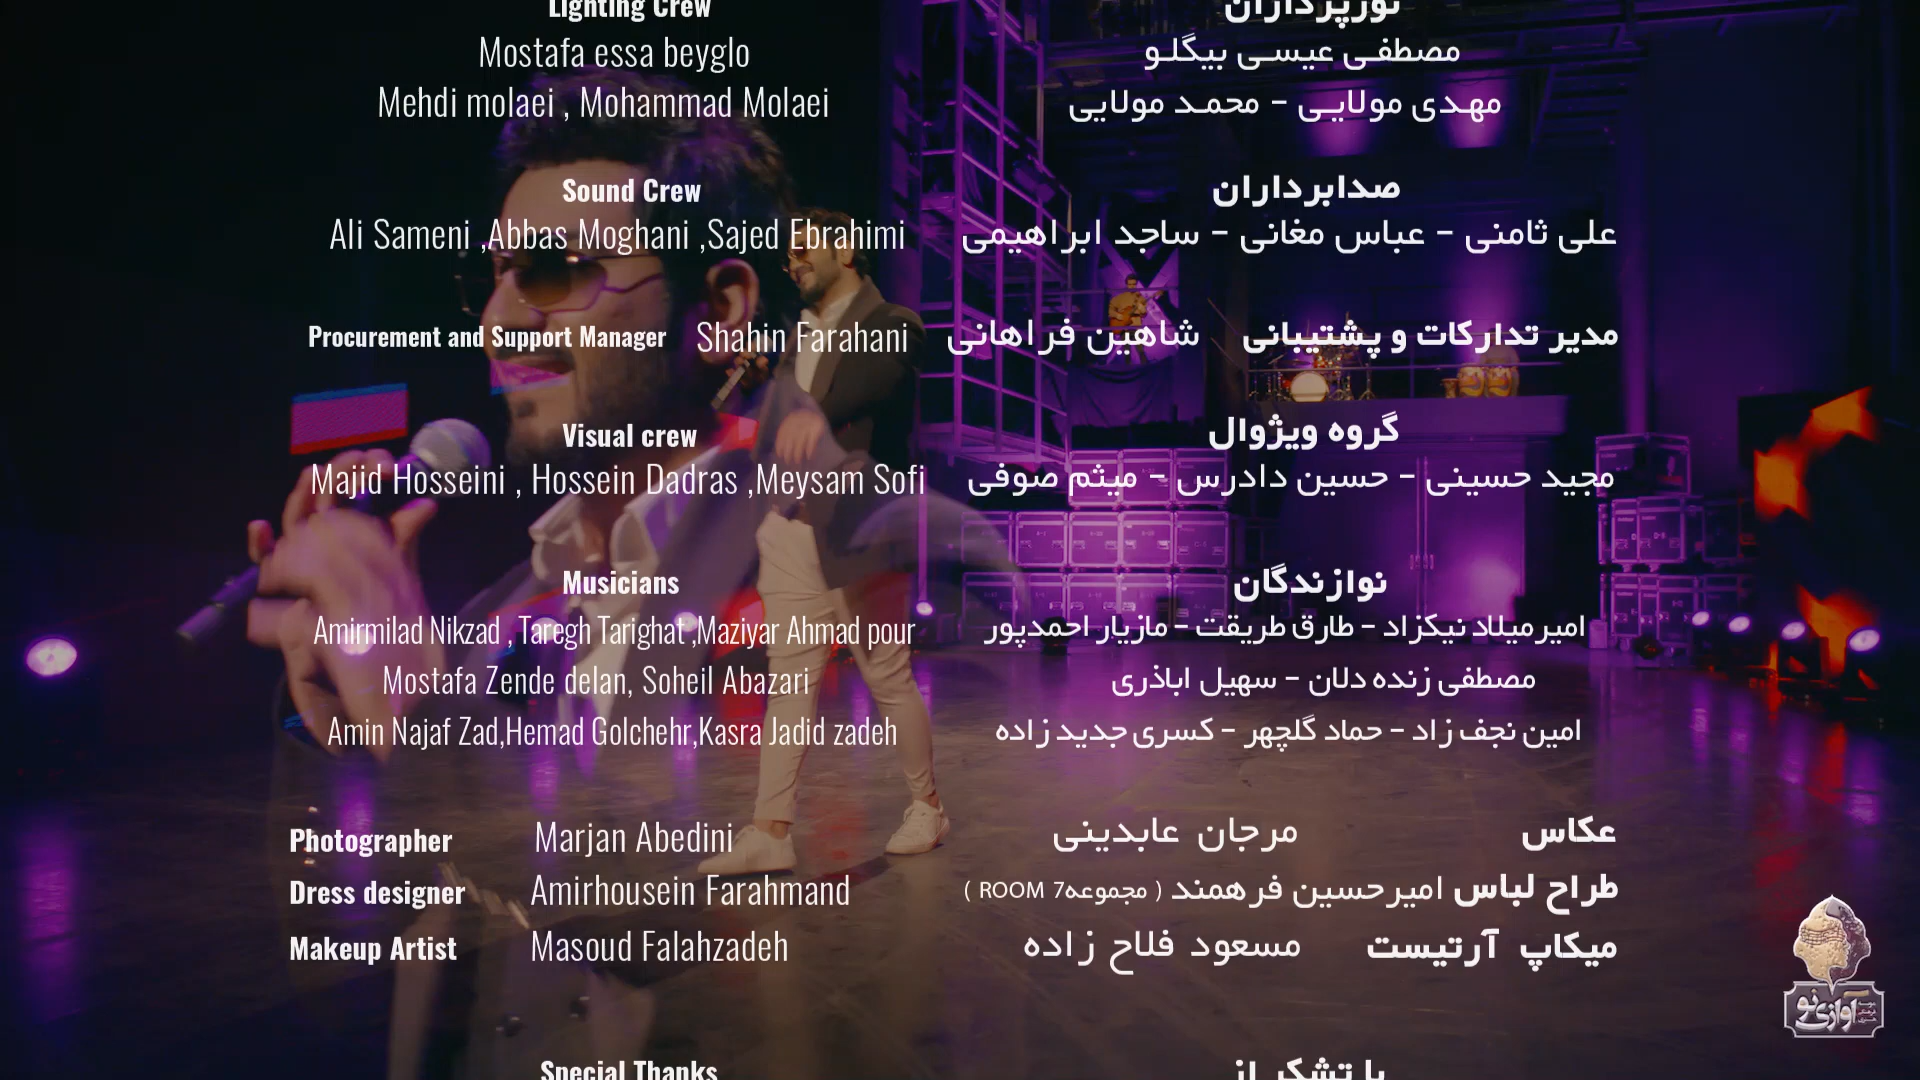 Lighting Crew
نورپردازان
Mostafa essa beyglo
مصطفی عیسی بیگلو
Mehdi molaei , Mohammad Molaei
مهدی مولایی – محمد مولایی
Sound Crew
صدابرداران
Ali Sameni ,Abbas Moghani ,Sajed Ebrahimi
علی ثامنی – عباس مغانی – ساجد ابراهیمی
Procurement and Support Manager Shahin Farahani
مدیر تدارکات و پشتیبانی شاهین فراهانی
Visual crew
گروه ویژوال
Majid Hosseini , Hossein Dadras ,Meysam Sofi
مجید حسینی – حسین دادرس – میثم صوفی
Musicians
نوازندگان
Amirmilad Nikzad , Taregh Tarighat ,Maziyar Ahmad pour
امیرمیلاد نیکزاد – طارق طریقت – مازیار احمدپور
Mostafa Zende delan, Soheil Abazari
مصطفی زنده دلان – سهیل اباذری
Amin Najaf Zad,Hemad Golchehr,Kasra Jadid zadeh
امین نجف زاد – حماد گلچهر – کسری جدید زاده
Photographer Marjan Abedini
عکاس مرجان عابدینی
Dress designer Amirhousein Farahmand
طراح لباس امیرحسین فرهمند ( مجموعه ROOM 7 )
Makeup Artist Masoud Falahzadeh
میکاپ آرتیست مسعود فلاح زاده
آوازی نو
Special Thanks
با تشکر از